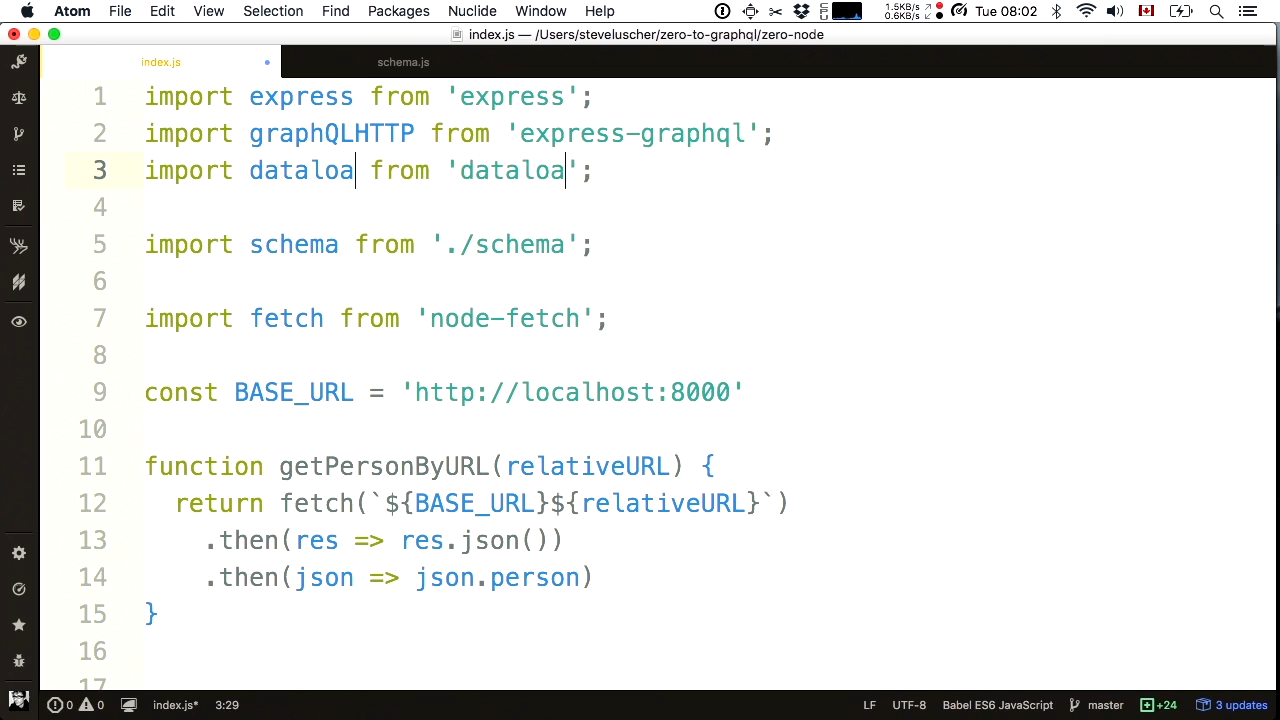 Atom File Edit View Selection Find Packages Nuclide Window Help 1.5KB/s 0.6KB/s Tue 08:02
index.js — /Users/steveluscher/zero-to-graphql/zero-node
index.js schema.js
1 import express from 'express';
2 import graphQLHTTP from 'express-graphql';
3 import dataloa from 'dataloa';
4
5 import schema from './schema';
6
7 import fetch from 'node-fetch';
8
9 const BASE_URL = 'http://localhost:8000'
10
11 function getPersonByURL(relativeURL) {
12 return fetch(`${BASE_URL}${relativeURL}`)
13 .then(res => res.json())
14 .then(json => json.person)
15 }
16
17
0 0 index.js* 3:29 LF UTF-8 Babel ES6 JavaScript master +24 3 updates